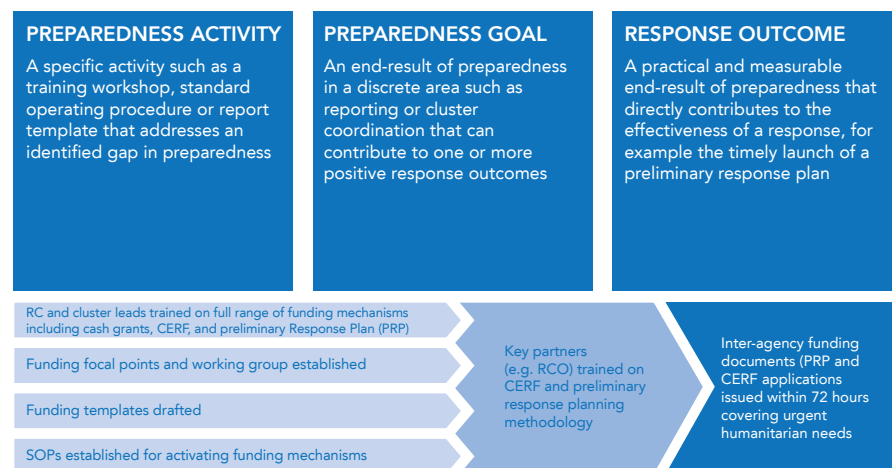 PREPAREDNESS ACTIVITY
A specific activity such as a
training workshop, standard
operating procedure or report
template that addresses an
identified gap in preparedness
PREPAREDNESS GOAL
An end-result of preparedness
in a discrete area such as
reporting or cluster
coordination that can
contribute to one or more
positive response outcomes
RESPONSE OUTCOME
A practical and measurable
end-result of preparedness that
directly contributes to the
effectiveness of a response, for
example the timely launch of a
preliminary response plan
RC and cluster leads trained on full range of funding mechanisms
including cash grants, CERF, and preliminary Response Plan (PRP)
Funding focal points and working group established
Funding templates drafted
SOPs established for activating funding mechanisms
Key partners
(e.g. RCO) trained on
CERF and preliminary
response planning
methodology
Inter-agency funding
documents (PRP and
CERF applications
issued within 72 hours
covering urgent
humanitarian needs